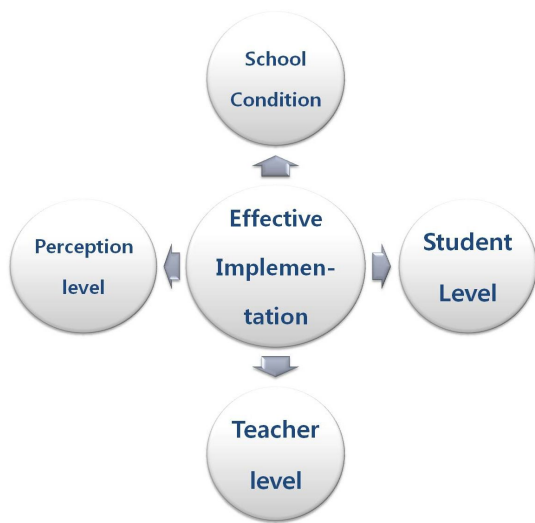 School
Condition
Perception
level
Effective
Implemen-
tation
Student
Level
Teacher
level